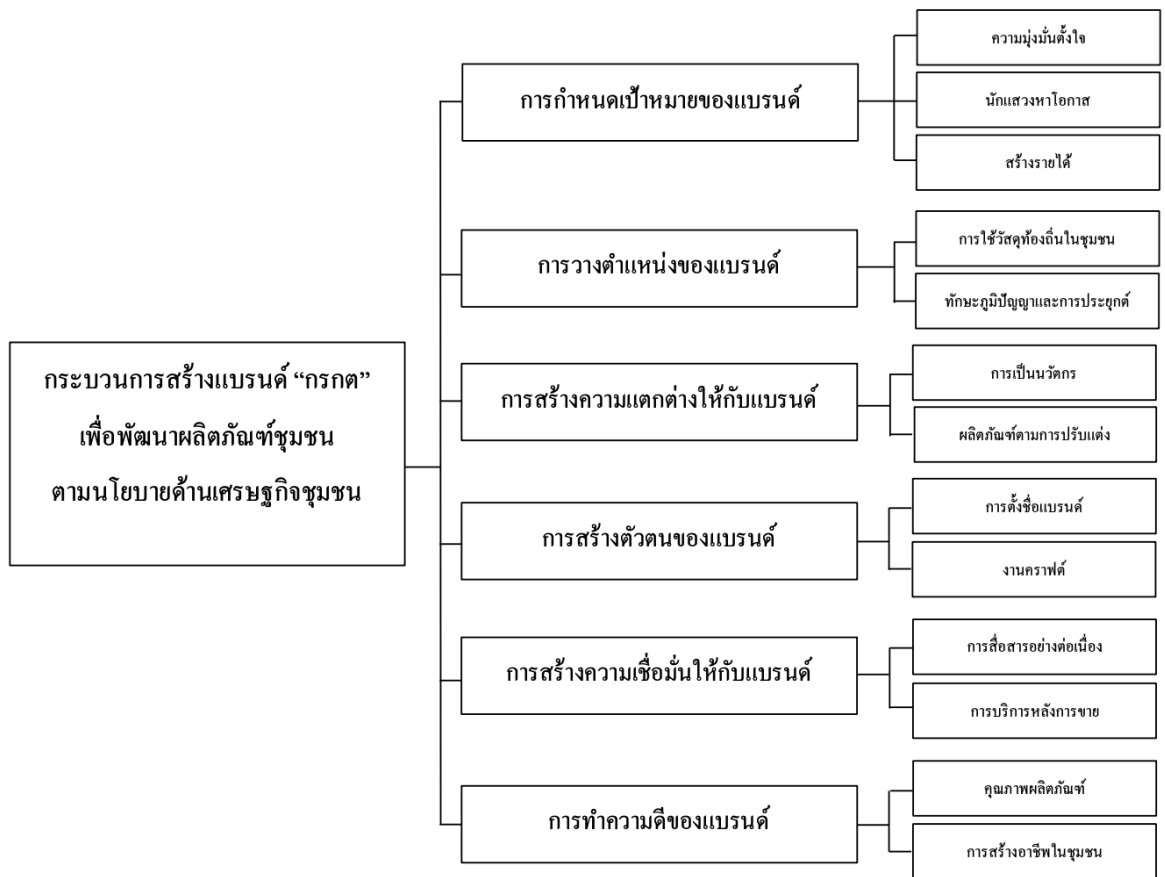 กระบวนการสร้างแบรนด์ “กรกต”
เพื่อพัฒนาผลิตภัณฑ์ชุมชน
ตามนโยบายด้านเศรษฐกิจชุมชน
การกำหนดเป้าหมายของแบรนด์
ความมุ่งมั่นตั้งใจ
นักแสวงหาโอกาส
สร้างรายได้
การวางตำแหน่งของแบรนด์
การใช้วัสดุท้องถิ่นในชุมชน
ทักษะภูมิปัญญาและการประยุกต์
การสร้างความแตกต่างให้กับแบรนด์
การเป็นนวัตกร
ผลิตภัณฑ์ตามการปรับแต่ง
การสร้างตัวตนของแบรนด์
การตั้งชื่อแบรนด์
งานคราฟต์
การสร้างความเชื่อมั่นให้กับแบรนด์
การสื่อสารอย่างต่อเนื่อง
การบริการหลังการขาย
การทำความดีของแบรนด์
คุณภาพผลิตภัณฑ์
การสร้างอาชีพในชุมชน